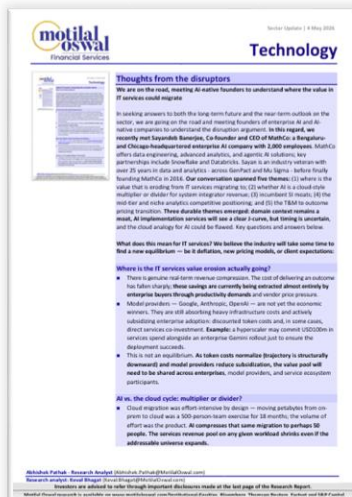 motilal
oswal
Financial Services
Sector Update | 4 May 2026
Technology
Thoughts from the disruptors
We are on the road, meeting AI-native founders to understand where the value in
IT services could migrate
In seeking answers to both the long-term future and the near-term outlook on the
sector, we are going on the road and meeting founders of enterprise AI and AI-
native companies to understand the disruption argument. In this regard, we
recently met Sayandeb Banerjee, Co-founder and CEO of MathCo: a Bengaluru-
and Chicago-headquartered enterprise AI company with 2,000 employees. MathCo
offers data engineering, advanced analytics, and agentic AI solutions; key
partnerships include Snowflake and Databricks. Sayan is an industry veteran with
over 25 years in data and analytics - across GenPact and Mu Sigma - before finally
founding MathCo in 2016. Our conversation spanned five themes: (1) where is the
value that is eroding from IT services migrating to; (2) whether AI is a cloud-style
multiplier or divider for system integrator revenue; (3) incumbent SI moats; (4) the
mid-tier and niche analytics competitive positioning; and (5) the T&M to outcome
pricing transition. Three durable themes emerged: domain context remains a
moat, AI implementation services will see a J-curve, but timing is uncertain,
and the cloud analogy for AI could be flawed. Key questions and answers below.
What does this mean for IT services? We believe the industry will take some time to
find a new equilibrium — be it deflation, new pricing models, or client expectations:
Where is the IT services value erosion actually going?
There is genuine real-term revenue compression. The cost of delivering an outcome
has fallen sharply; these savings are currently being extracted almost entirely by
enterprise buyers through productivity demands and vendor price pressure.
Model providers — Google, Anthropic, OpenAI — are not yet the economic
winners. They are still absorbing heavy infrastructure costs and actively
subsidizing enterprise adoption: discounted token costs and, in some cases,
direct services co-investment. Example: a hyperscaler may commit USD100m in
services spend alongside an enterprise Gemini rollout just to ensure the
deployment succeeds.
This is not an equilibrium. As token costs normalize (trajectory is structurally
downward) and model providers reduce subsidization, the value pool will
need to be shared across enterprises, model providers, and service ecosystem
participants.
AI vs. the cloud cycle: multiplier or divider?
Cloud migration was effort-intensive by design — moving petabytes from on-
prem to cloud was a 500-person-team exercise for 18 months; the volume of
effort was the product. AI compresses that same migration to perhaps 50
people. The services revenue pool on any given workload shrinks even if the
addressable universe expands.
Abhishek Pathak - Research Analyst (Abhishek.Pathak@MotilalOswal.com)
Research analyst: Keval Bhagat (Keval.Bhagat@MotilalOswal.com)
Investors are advised to refer through important disclosures made at the last page of the Research Report.